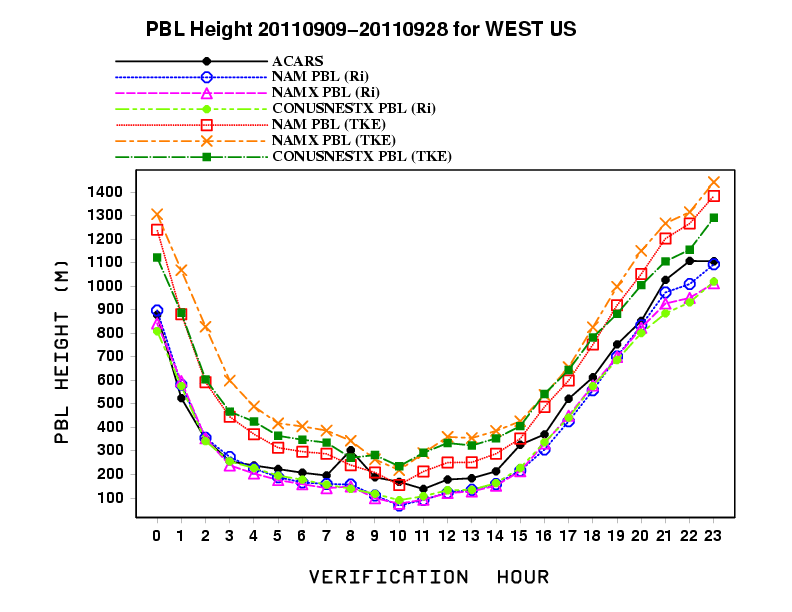 PBL Height 20110909-20110928 for WEST US
ACARS
NAM PBL (Ri)
NAMX PBL (Ri)
CONUSNESTX PBL (Ri)
NAM PBL (TKE)
NAMX PBL (TKE)
CONUSNESTX PBL (TKE)
PBL HEIGHT (M)
1400
1300
1200
1100
1000
900
800
700
600
500
400
300
200
100
0 1 2 3 4 5 6 7 8 9 10 11 12 13 14 15 16 17 18 19 20 21 22 23
VERIFICATION HOUR